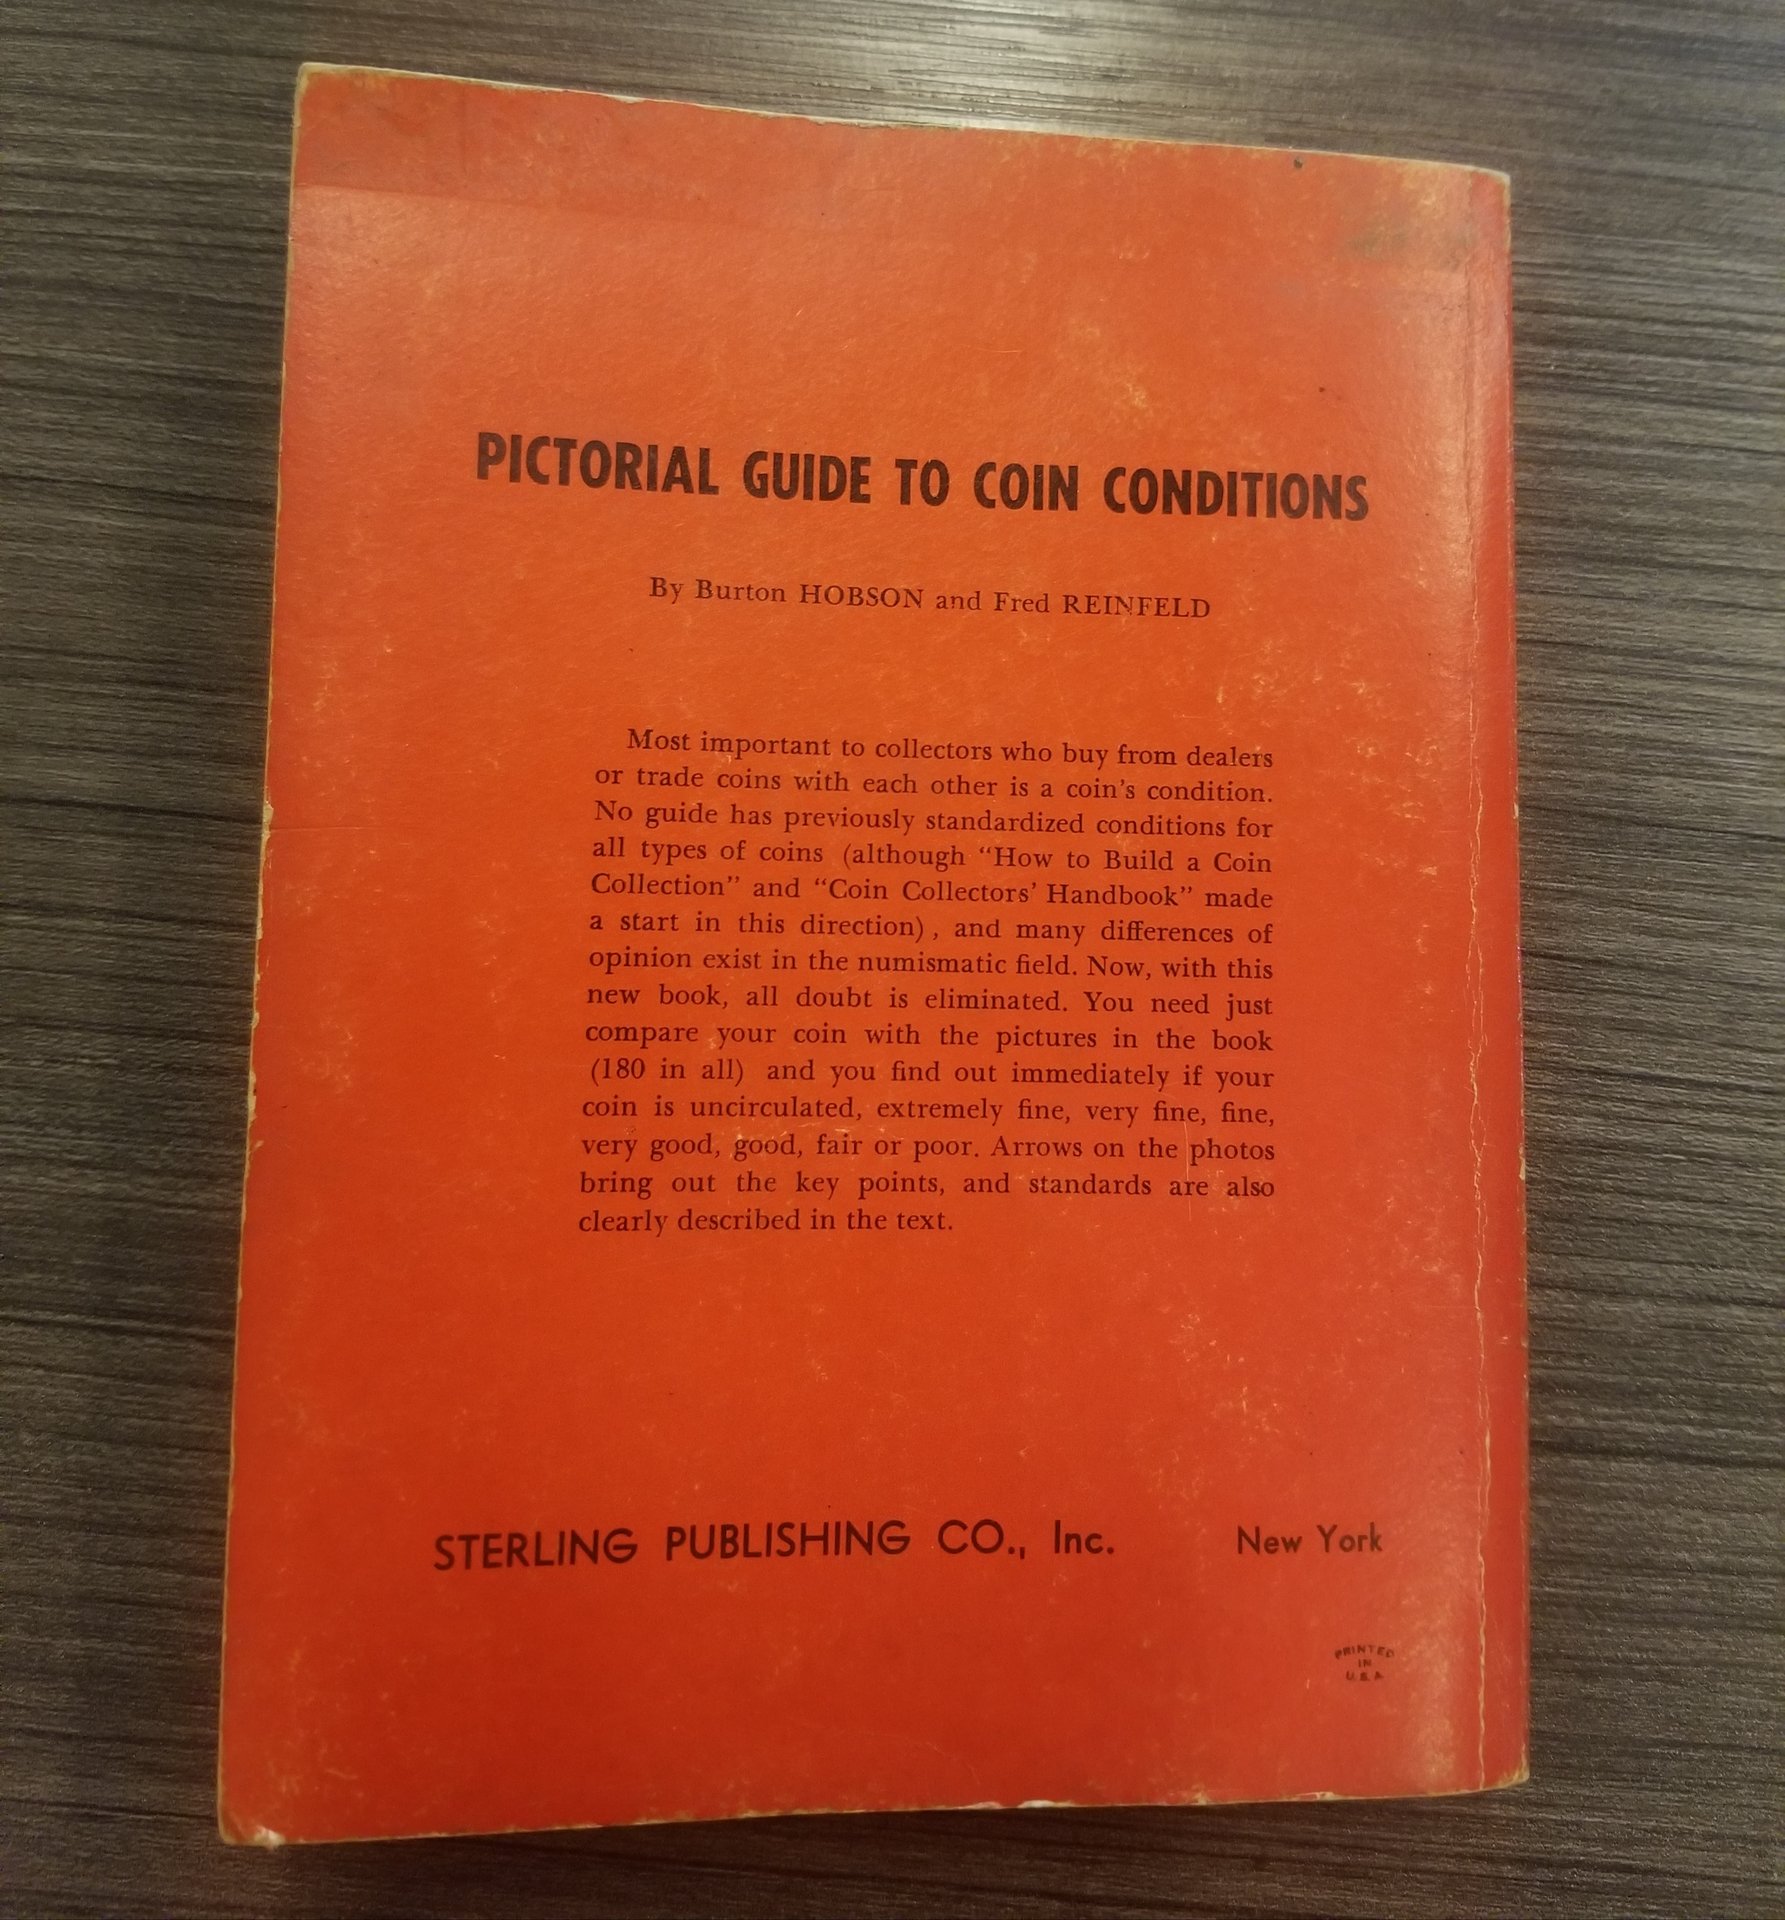 PICTORIAL GUIDE TO COIN CONDITIONS
By Burton HOBSON and Fred REINFELD
Most important to collectors who buy from dealers
or trade coins with each other is a coin's condition.
No guide has previously standardized conditions for
all types of coins (although “How to Build a Coin
Collection” and “Coin Collectors' Handbook” made
a start in this direction), and many differences of
opinion exist in the numismatic field. Now, with this
new book, all doubt is eliminated. You need just
compare your coin with the pictures in the book
(180 in all) and you find out immediately if your
coin is uncirculated, extremely fine, very fine, fine,
very good, good, fair or poor. Arrows on the photos
bring out the key points, and standards are also
clearly described in the text.
STERLING PUBLISHING CO., Inc. New York
PRINTED
IN
U.S.A.